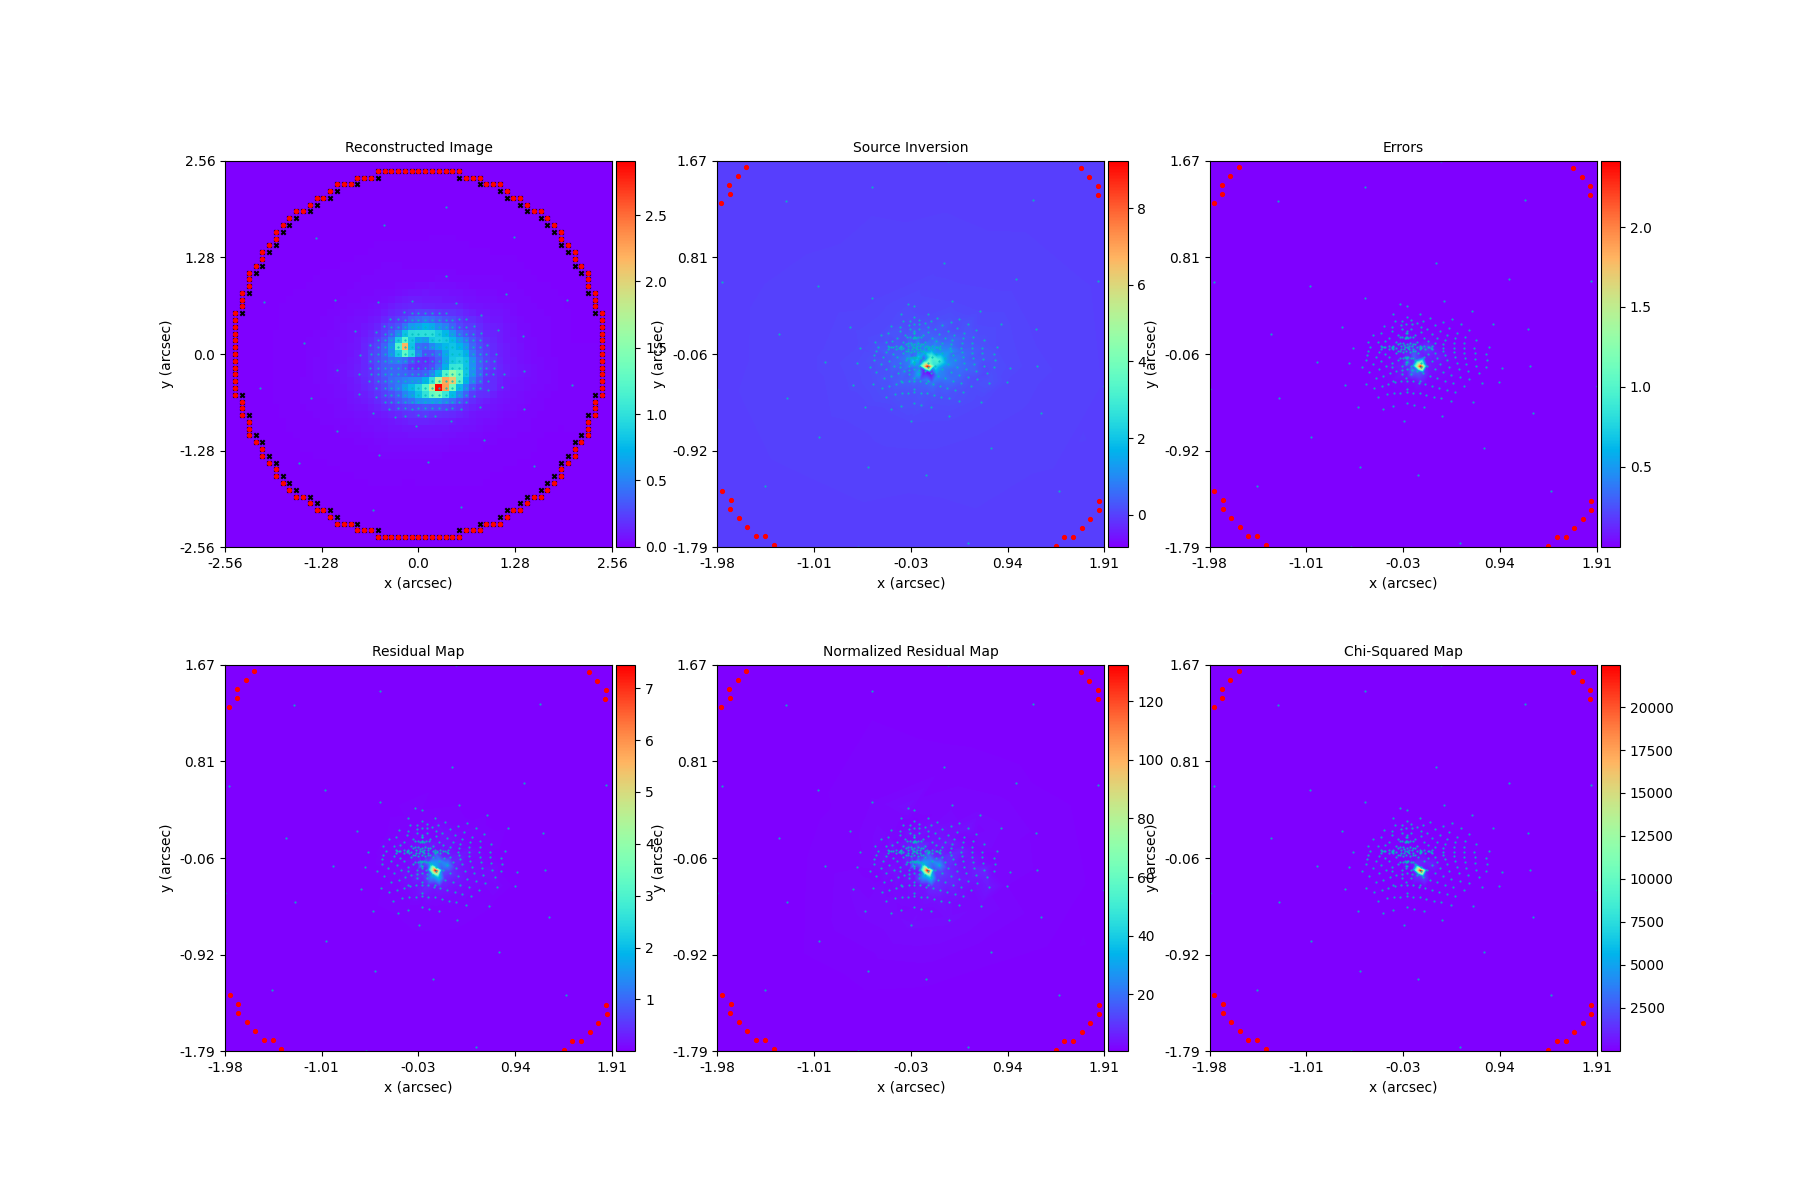 Reconstructed Image
2.56
1.28
0.0
-1.28
-2.56
-2.56 -1.28 0.0 1.28 2.56
x (arcsec)
y (arcsec)
2.5
2.0
1.5
1.0
0.5
0.0
Source Inversion
1.67
0.81
-0.06
-0.92
-1.79
-1.98 -1.01 -0.03 0.94 1.91
x (arcsec)
y (arcsec)
8
6
4
2
0
Errors
1.67
0.81
-0.06
-0.92
-1.79
-1.98 -1.01 -0.03 0.94 1.91
x (arcsec)
y (arcsec)
2.0
1.5
1.0
0.5
Residual Map
1.67
0.81
-0.06
-0.92
-1.79
-1.98 -1.01 -0.03 0.94 1.91
x (arcsec)
y (arcsec)
7
6
5
4
3
2
1
Normalized Residual Map
1.67
0.81
-0.06
-0.92
-1.79
-1.98 -1.01 -0.03 0.94 1.91
x (arcsec)
y (arcsec)
120
100
80
60
40
20
Chi-Squared Map
1.67
0.81
-0.06
-0.92
-1.79
-1.98 -1.01 -0.03 0.94 1.91
x (arcsec)
y (arcsec)
20000
17500
15000
12500
10000
7500
5000
2500